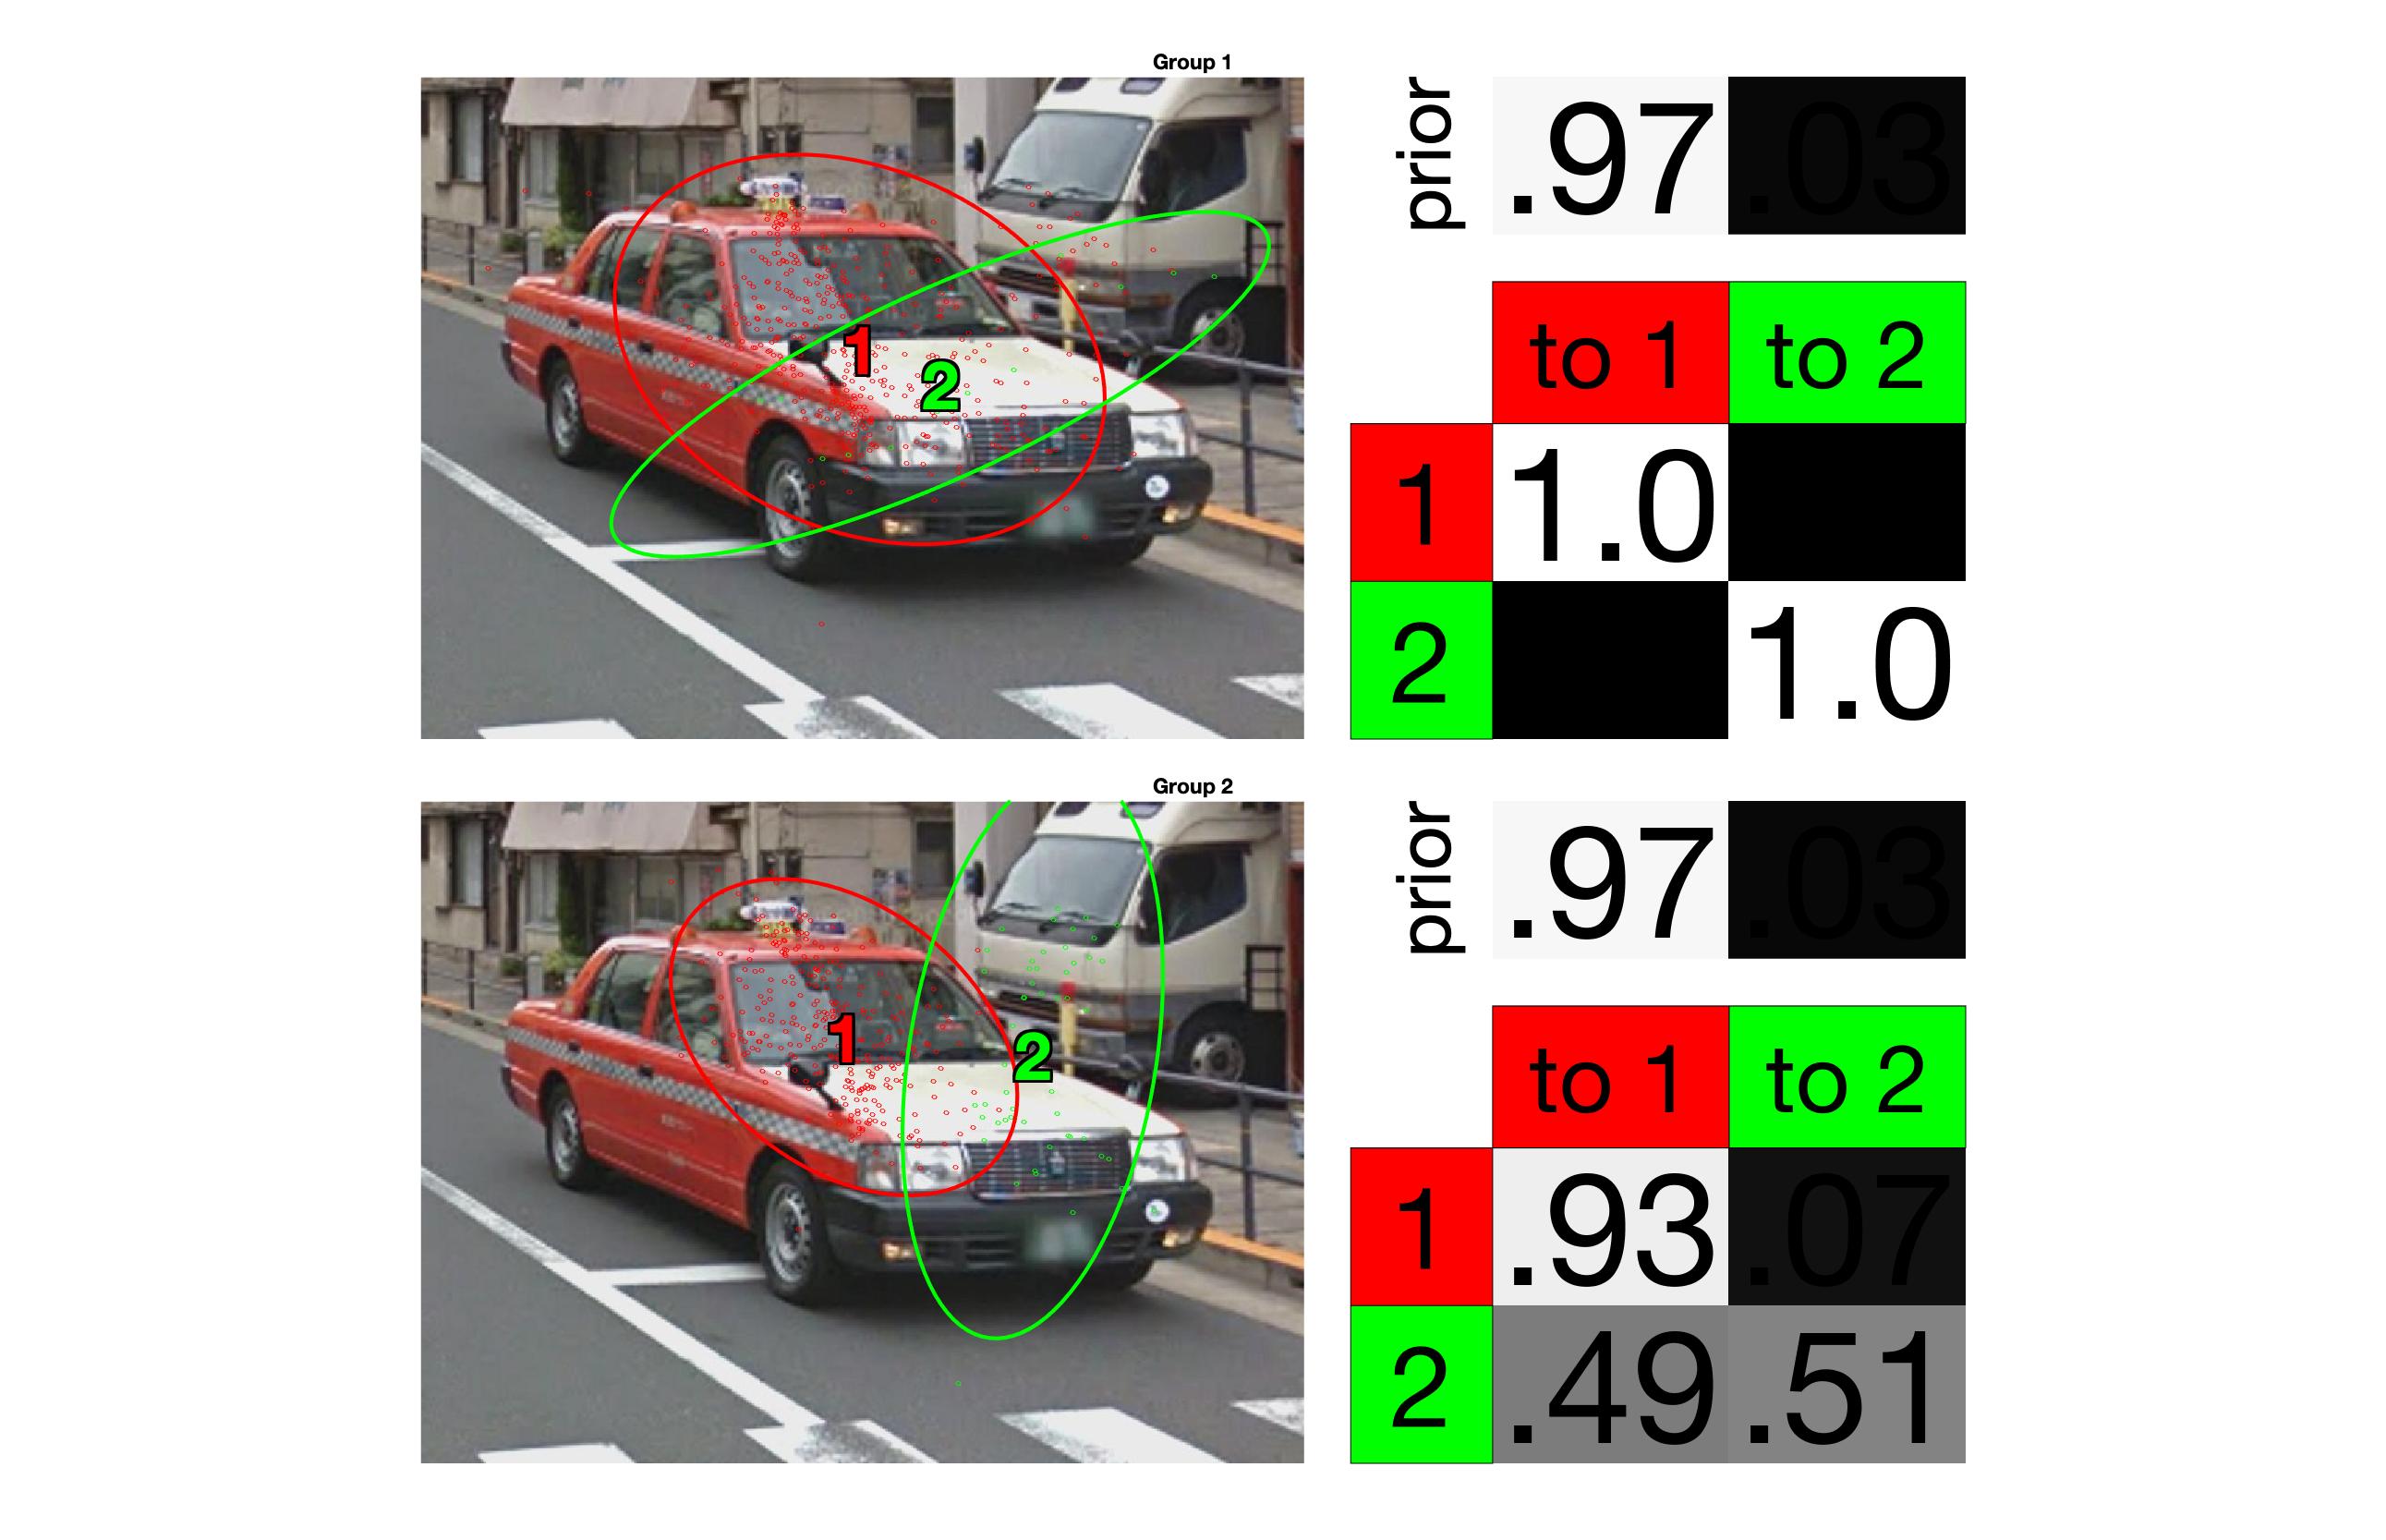 Group 1
prior .97 .03
to 1 to 2
1 1.0
2 1.0
1
2
Group 2
prior .97 .03
to 1 to 2
1 .93 .07
2 .49 .51
1
2